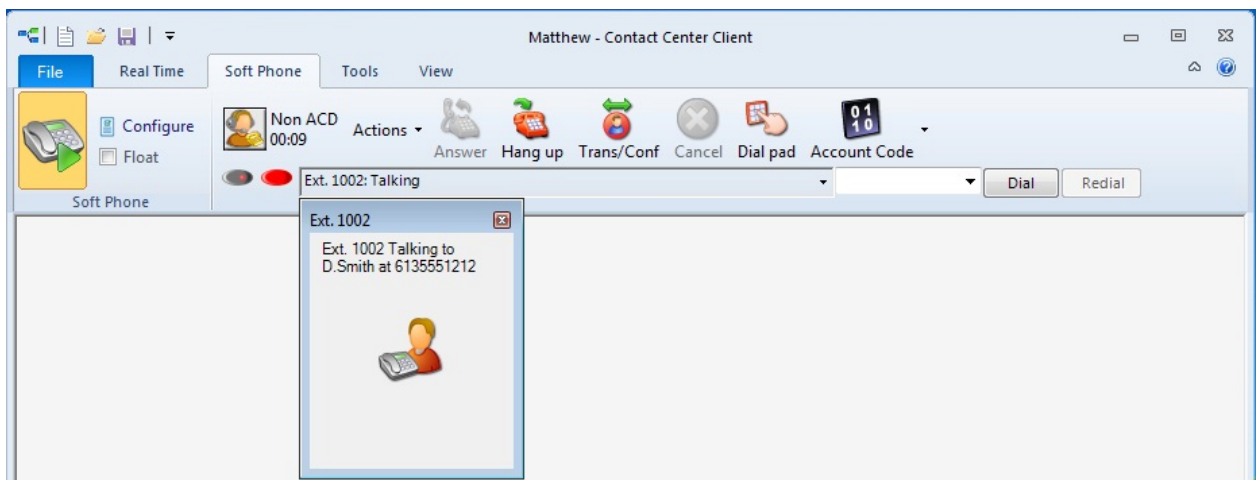 Matthew - Contact Center Client
File Real Time Soft Phone Tools View
Configure
Float
Soft Phone
Non ACD
00:09
Actions
Answer Hang up Trans/Conf Cancel Dial pad Account Code
01
10
Ext. 1002: Talking
Dial Redial
Ext. 1002
Ext. 1002 Talking to
D.Smith at 6135551212